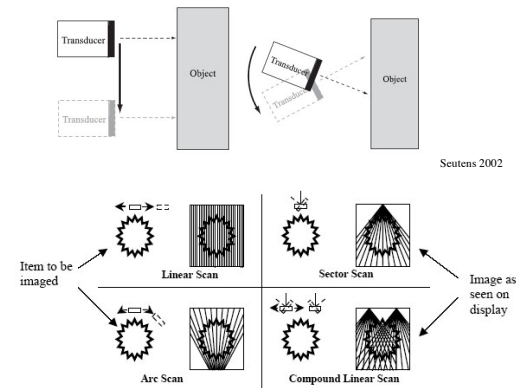 Transducer
Object
Transducer
Transducer
Transducer
Object
Seutens 2002
Item to be
imaged
Linear Scan
Sector Scan
Image as
seen on
display
Arc Scan
Compound Linear Scan